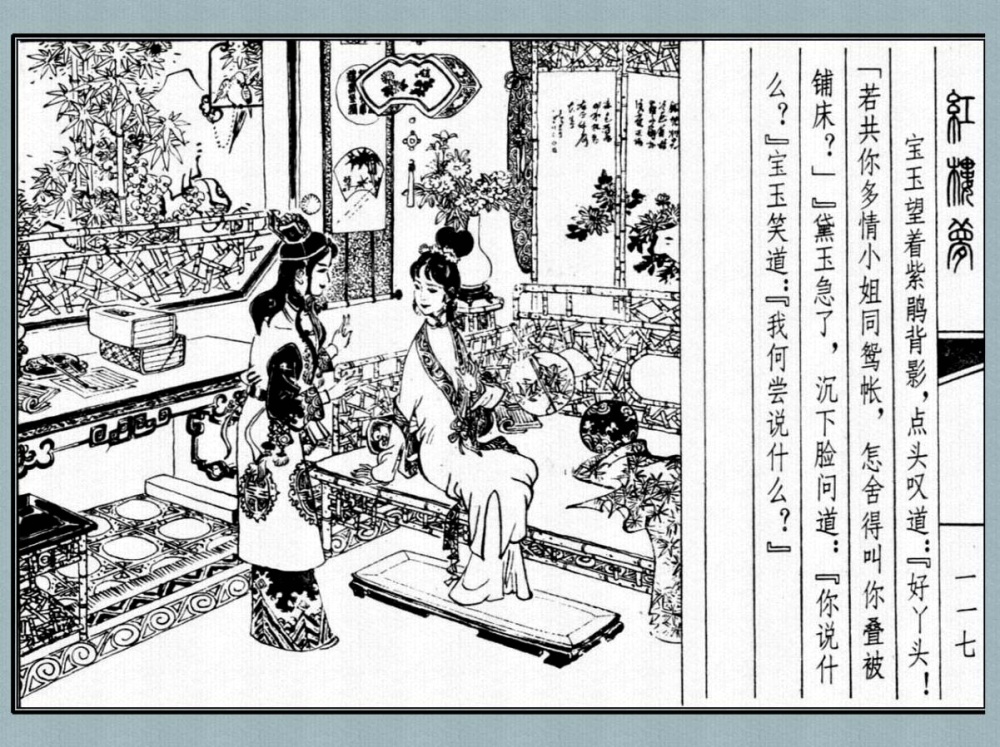 紅樓夢
一一七
宝玉望着紫鹃背影，点头叹道：『好丫头！
「若共你多情小姐同鸳帐，怎舍得叫你叠被
铺床？」』黛玉急了，沉下脸问道：『你说什
么？』宝玉笑道：『我何尝说什么？』